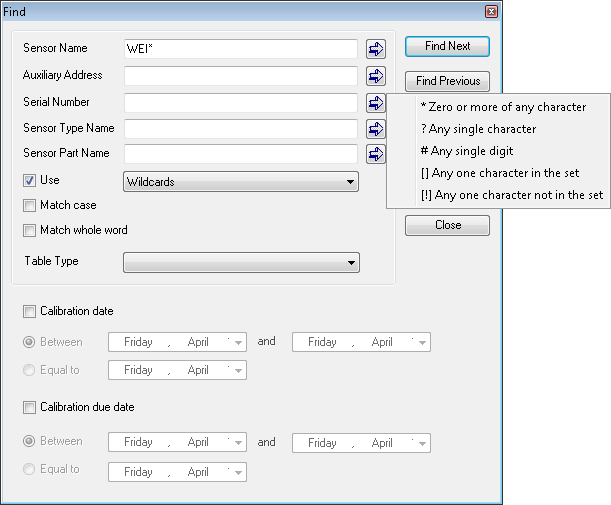 Find
Sensor Name WEI* Find Next
Auxiliary Address
Find Previous
Serial Number
* Zero or more of any character
Sensor Type Name
? Any single character
Sensor Part Name
# Any single digit
Use Wildcards
[] Any one character in the set
[!] Any one character not in the set
Match case
Match whole word
Close
Table Type
Calibration date
Between Friday , April and Friday , April
Equal to Friday , April
Calibration due date
Between Friday , April and Friday , April
Equal to Friday , April